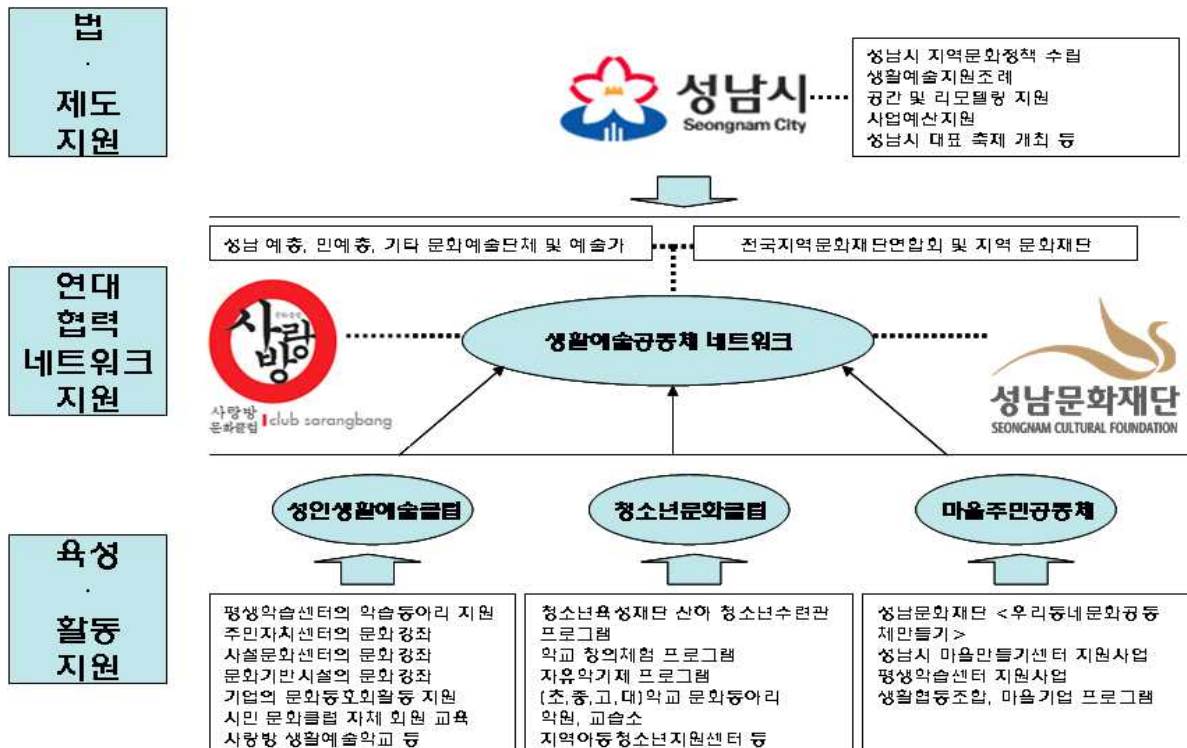 법
·
제도
지원
성남시
Seongnam City
성남시 지역문화정책 수립
생활예술지원조례
공간 및 리모델링 지원
사업예산지원
성남시 대표 축제 개최 등
연대
협력
네트워크
지원
성남 예총, 민예총, 기타 문화예술단체 및 예술가
전국지역문화재단연합회 및 지역 문화재단
사랑방
사랑방
문화클럽 club sarangbang
생활예술공동체 네트워크
성남문화재단
SEONGNAM CULTURAL FOUNDATION
육성
·
활동
지원
성인생활예술클럽
청소년문화클럽
마을주민공동체
평생학습센터의 학습동아리 지원
주민자치센터의 문화강좌
사설문화센터의 문화강좌
문화기반시설의 문화강좌
기업의 문화동호회활동 지원
시민 문화클럽 자체 회원 교육
사랑방 생활예술학교 등
청소년육성재단 산하 청소년수련관
프로그램
학교 창의체험 프로그램
자유학기제 프로그램
(초,중,고,대)학교 문화동아리
학원, 교습소
지역아동청소년지원센터 등
성남문화재단 <우리동네문화공동
체만들기>
성남시 마을만들기센터 지원사업
평생학습센터 지원사업
생활협동조합, 마을기업 프로그램